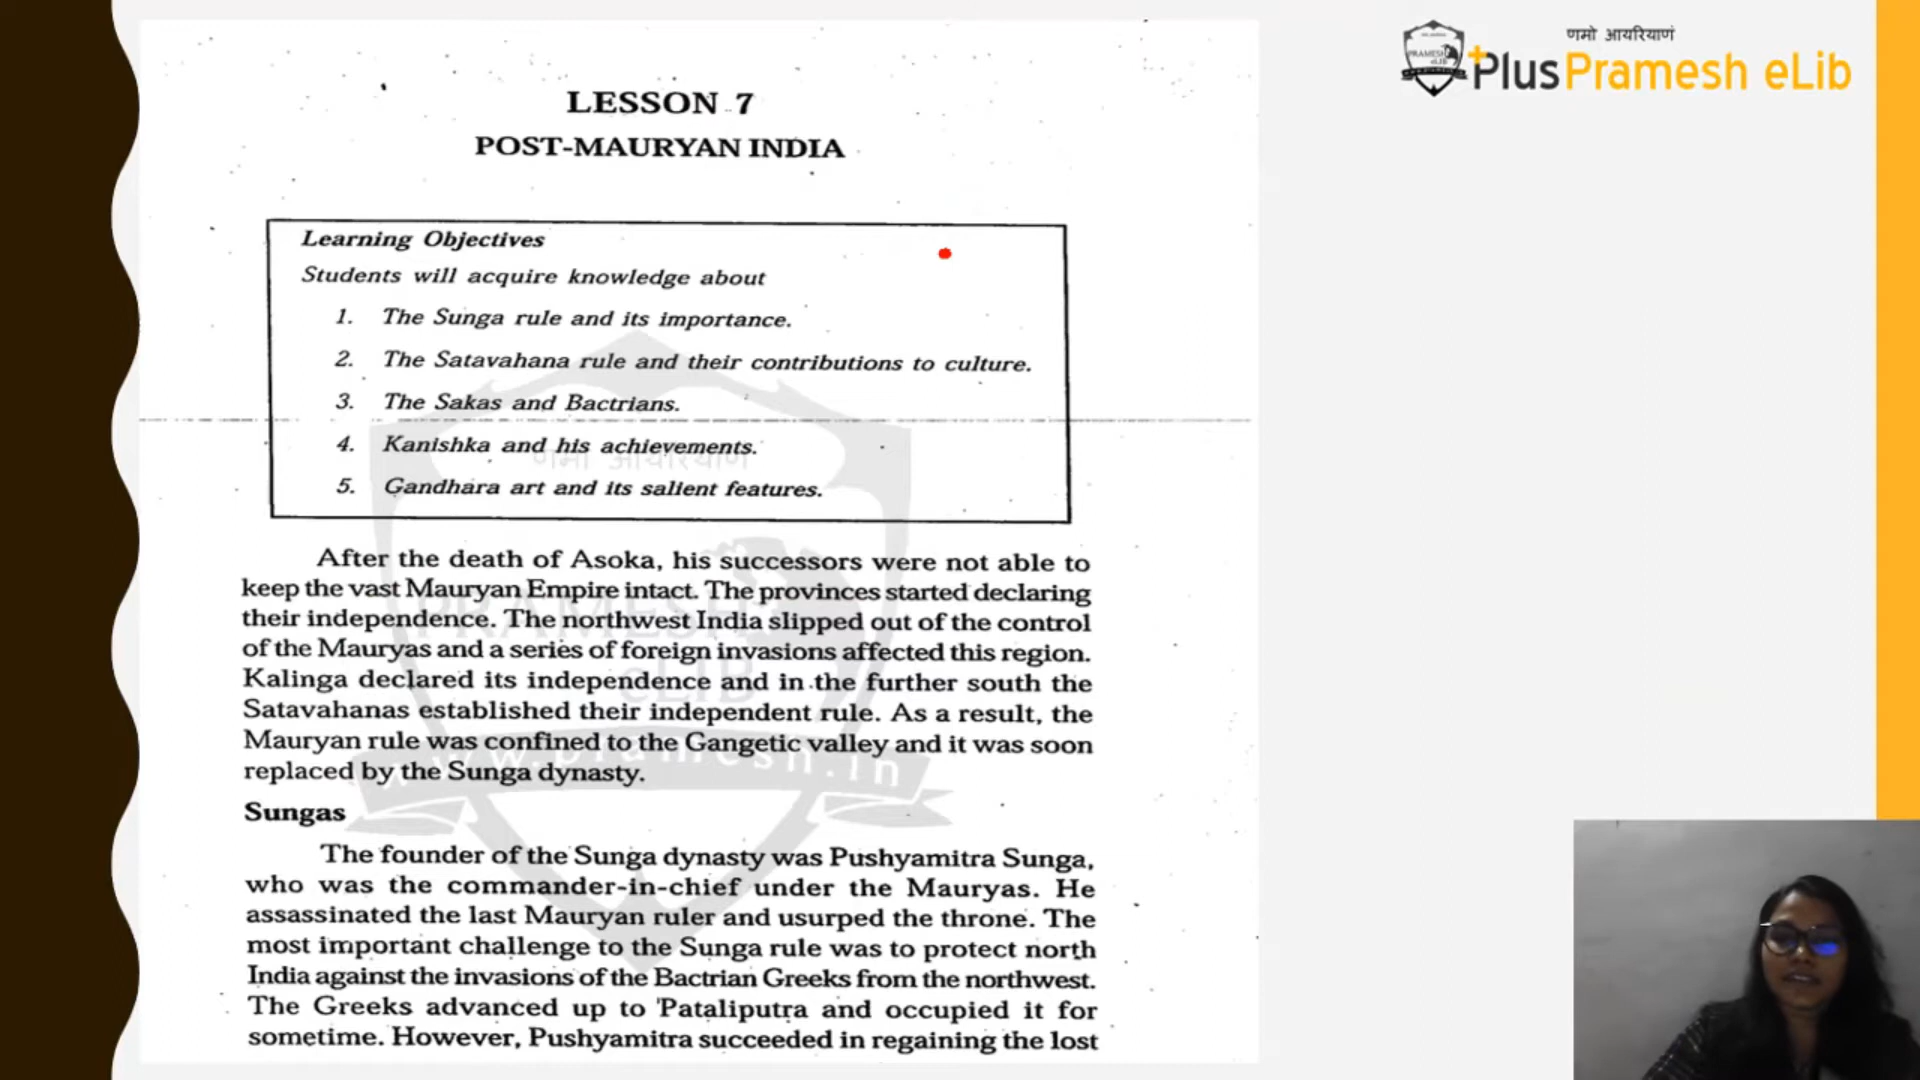 णमो आयरियाणं
PRAMESH
eLIB
Plus Pramesh eLib
LESSON 7
POST-MAURYAN INDIA
Learning Objectives
Students will acquire knowledge about
1. The Sunga rule and its importance.
2. The Satavahana rule and their contributions to culture.
3. The Sakas and Bactrians.
4. Kanishka and his achievements.
णमो आयरियाणं
5. Gandhara art and its salient features.
After the death of Asoka, his successors were not able to
keep the vast Mauryan Empire intact. The provinces started declaring
their independence. The northwest India slipped out of the control
of the Mauryas and a series of foreign invasions affected this region.
Kalinga declared its independence and in the further south the
Satavahanas established their independent rule. As a result, the
Mauryan rule was confined to the Gangetic valley and it was soon
replaced by the Sunga dynasty.
PRAMESH
eLIB
www.pramesh.in
Sungas
The founder of the Sunga dynasty was Pushyamitra Sunga,
who was the commander-in-chief under the Mauryas. He
assassinated the last Mauryan ruler and usurped the throne. The
most important challenge to the Sunga rule was to protect north
India against the invasions of the Bactrian Greeks from the northwest.
The Greeks advanced up to Pataliputra and occupied it for
sometime. However, Pushyamitra succeeded in regaining the lost